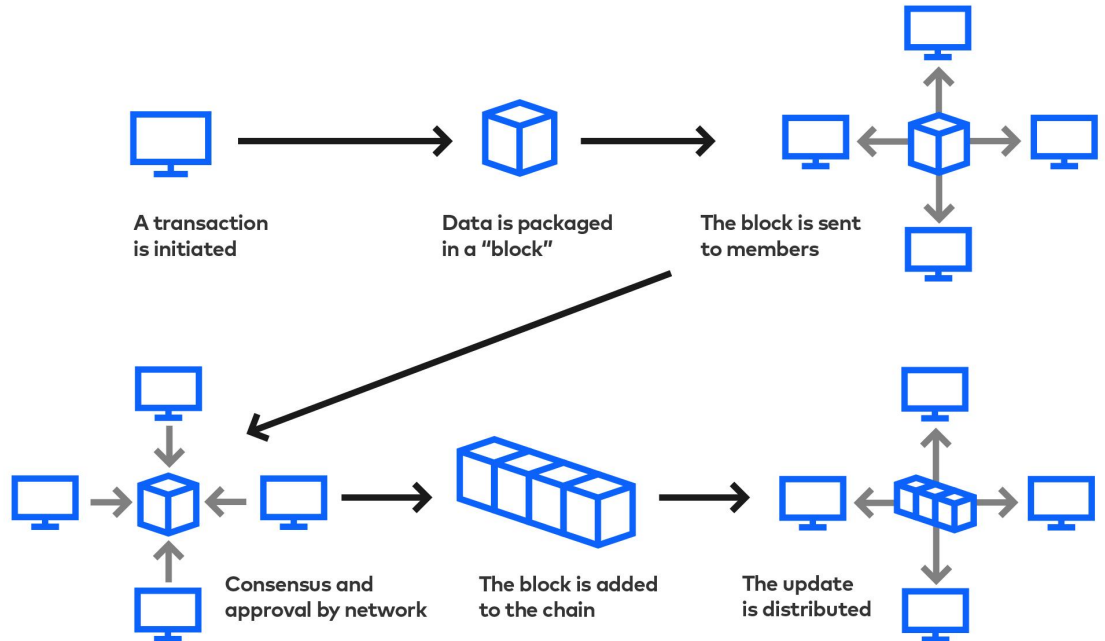 A transaction
is initiated
Data is packaged
in a “block”
The block is sent
to members
Consensus and
approval by network
The block is added
to the chain
The update
is distributed